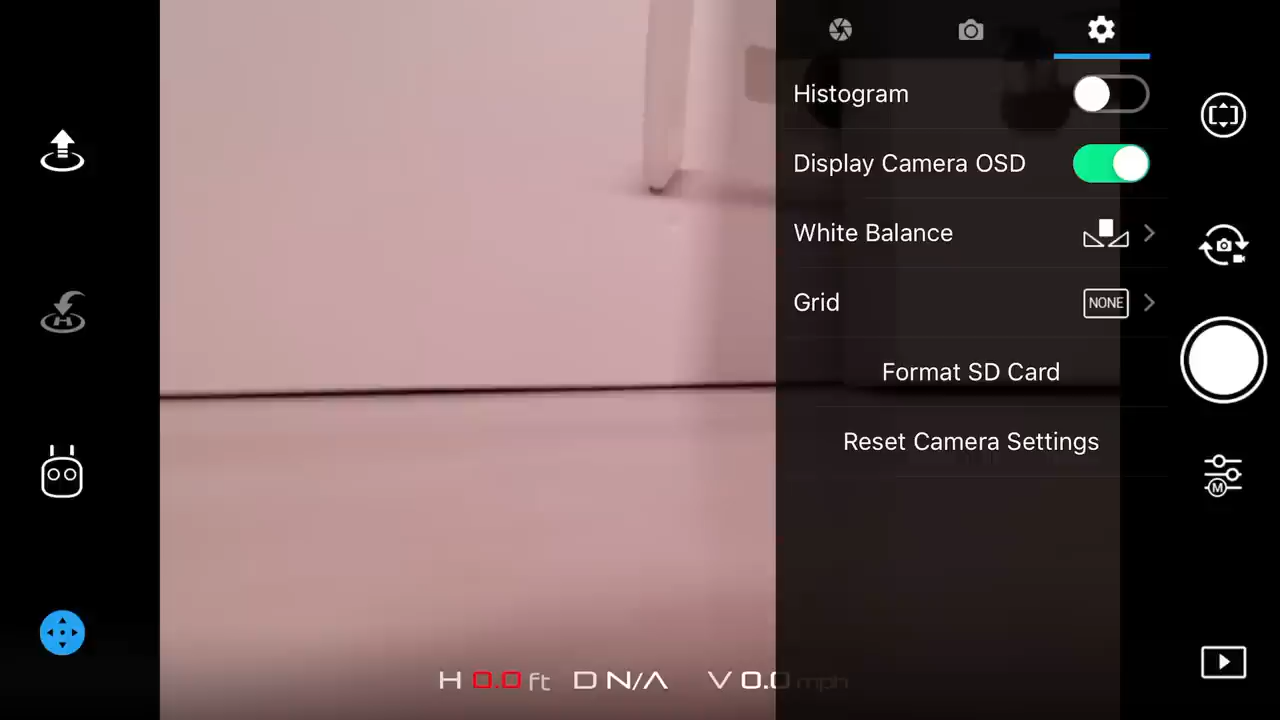 Histogram
Display Camera OSD
White Balance
Grid
NONE
Format SD Card
Reset Camera Settings
M
H 0.0 ft D N/A V 0.0 mph